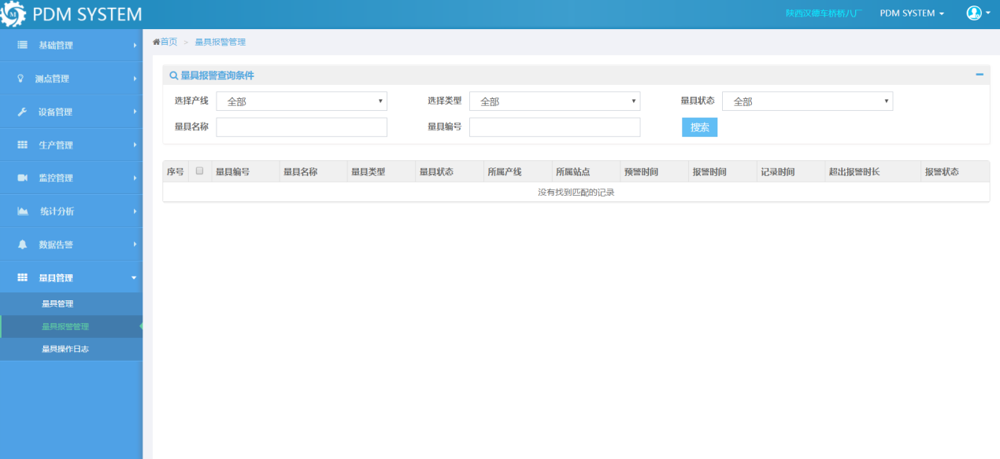 PDM SYSTEM
陕西汉德车桥桥八厂 PDM SYSTEM
首页 > 量具报警管理
基础管理
测点管理
设备管理
生产管理
监控管理
统计分析
数据告警
量具管理
量具管理
量具报警管理
量具操作日志
量具报警查询条件
选择产线 全部 选择类型 全部 量具状态 全部
量具名称 量具编号 搜索
序号 量具编号 量具名称 量具类型 量具状态 所属产线 所属站点 预警时间 报警时间 记录时间 超出报警时长 报警状态
没有找到匹配的记录